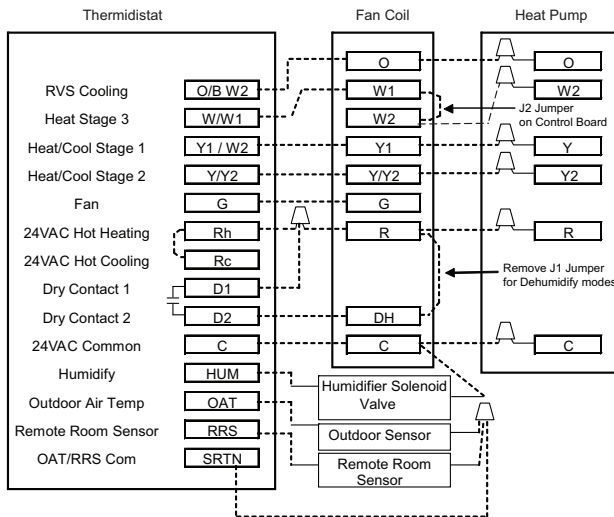 Thermidistat Fan Coil Heat Pump
O O
RVS Cooling O/B W2 W1 W2
Heat Stage 3 W/W1 W2
J2 Jumper
on Control Board
Heat/Cool Stage 1 Y1 / W2 Y1 Y
Heat/Cool Stage 2 Y/Y2 Y/Y2 Y2
Fan G G
24VAC Hot Heating Rh R R
24VAC Hot Cooling Rc
Remove J1 Jumper
for Dehumidify modes
Dry Contact 1 D1
Dry Contact 2 D2 DH
24VAC Common C C C
Humidify HUM
Humidifier Solenoid
Valve
Outdoor Air Temp OAT
Outdoor Sensor
Remote Room Sensor RRS
Remote Room
Sensor
OAT/RRS Com SRTN